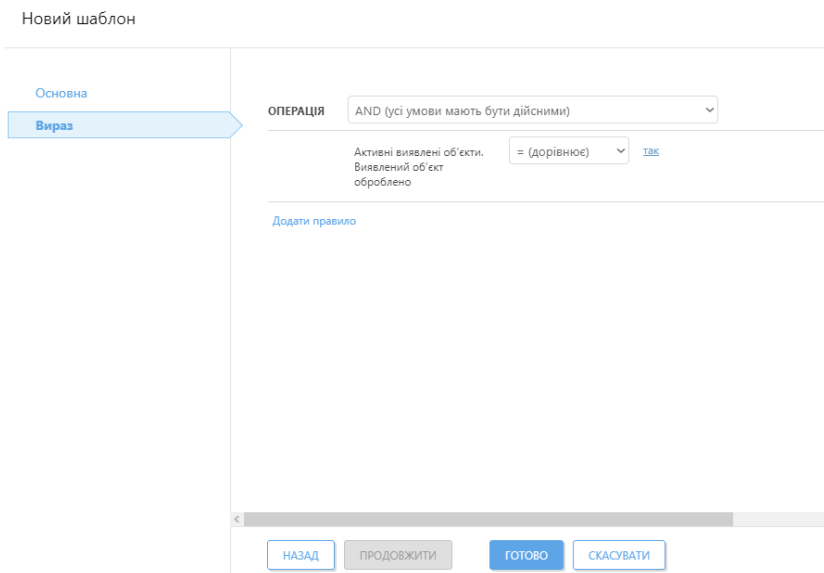 Новий шаблон
Основна
Вираз
ОПЕРАЦІЯ
AND (усі умови мають бути дійсними)
Активні виявлені об'єкти.
Виявлений об'єкт
оброблено
= (дорівнює)
так
Додати правило
НАЗАД
ПРОДОВЖИТИ
ГОТОВО
СКАСУВАТИ